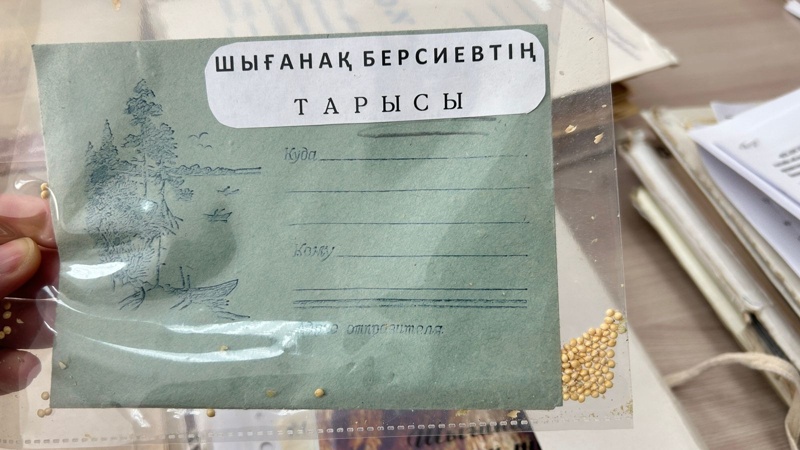 ШЫҒАНАҚ БЕРСИЕВТІҢ
ТАРЫСЫ
Куда
Кому
отправителя